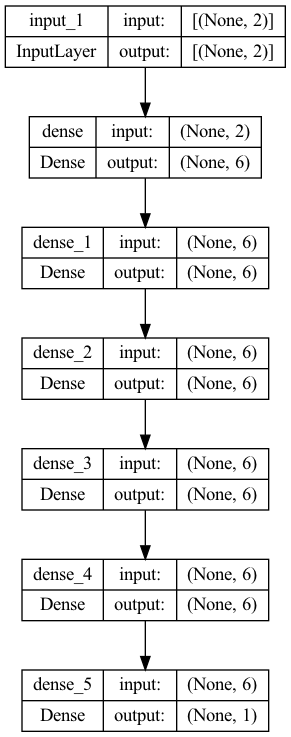 input_1 input: [(None, 2)]
InputLayer output: [(None, 2)]
dense input: (None, 2)
Dense output: (None, 6)
dense_1 input: (None, 6)
Dense output: (None, 6)
dense_2 input: (None, 6)
Dense output: (None, 6)
dense_3 input: (None, 6)
Dense output: (None, 6)
dense_4 input: (None, 6)
Dense output: (None, 6)
dense_5 input: (None, 6)
Dense output: (None, 1)